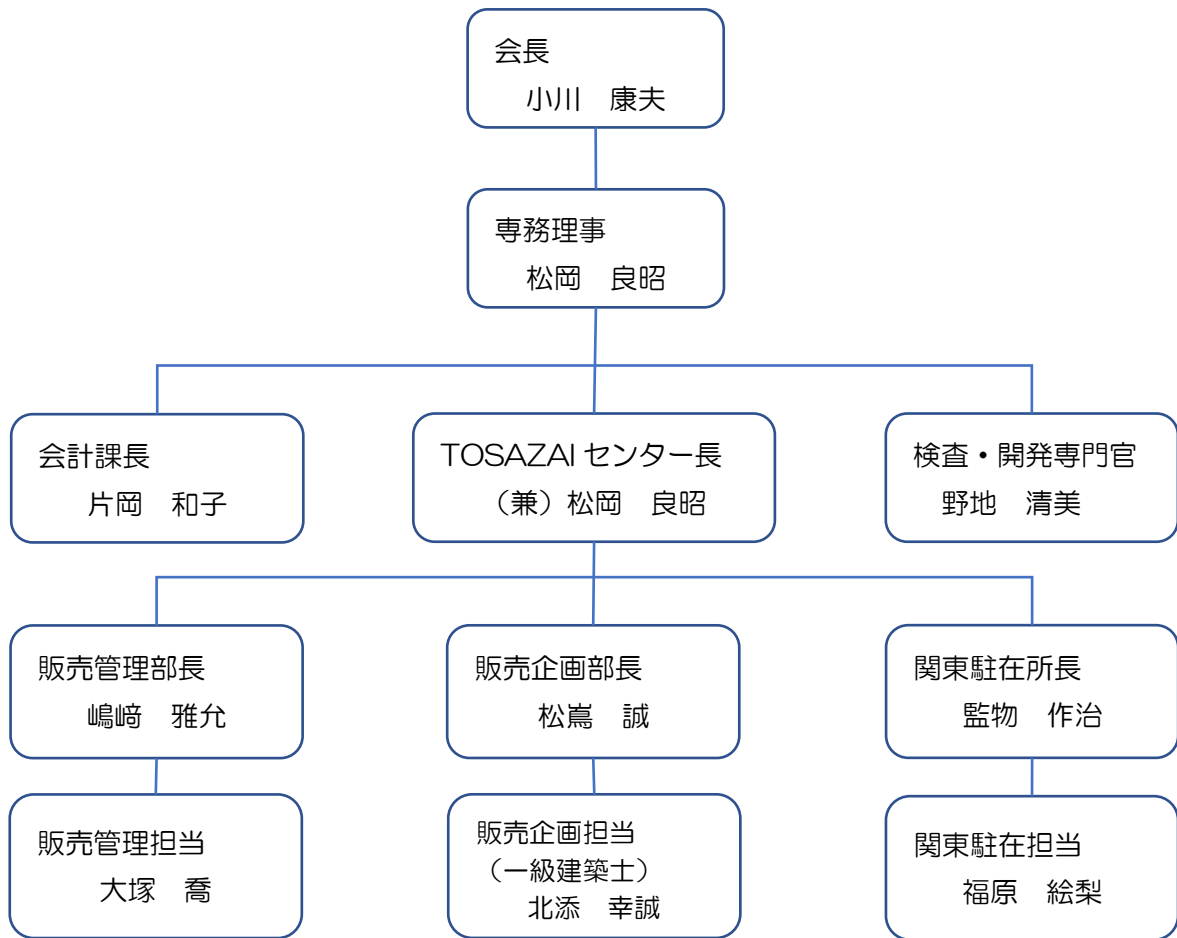 会長
小川　康夫
専務理事
松岡　良昭
会計課長
片岡　和子
TOSAZAI センター長
（兼）松岡　良昭
検査・開発専門官
野地　清美
販売管理部長
嶋﨑　雅允
販売企画部長
松嶌　誠
関東駐在所長
監物　作治
販売管理担当
大塚　喬
販売企画担当
（一級建築士）
北添　幸誠
関東駐在担当
福原　絵梨